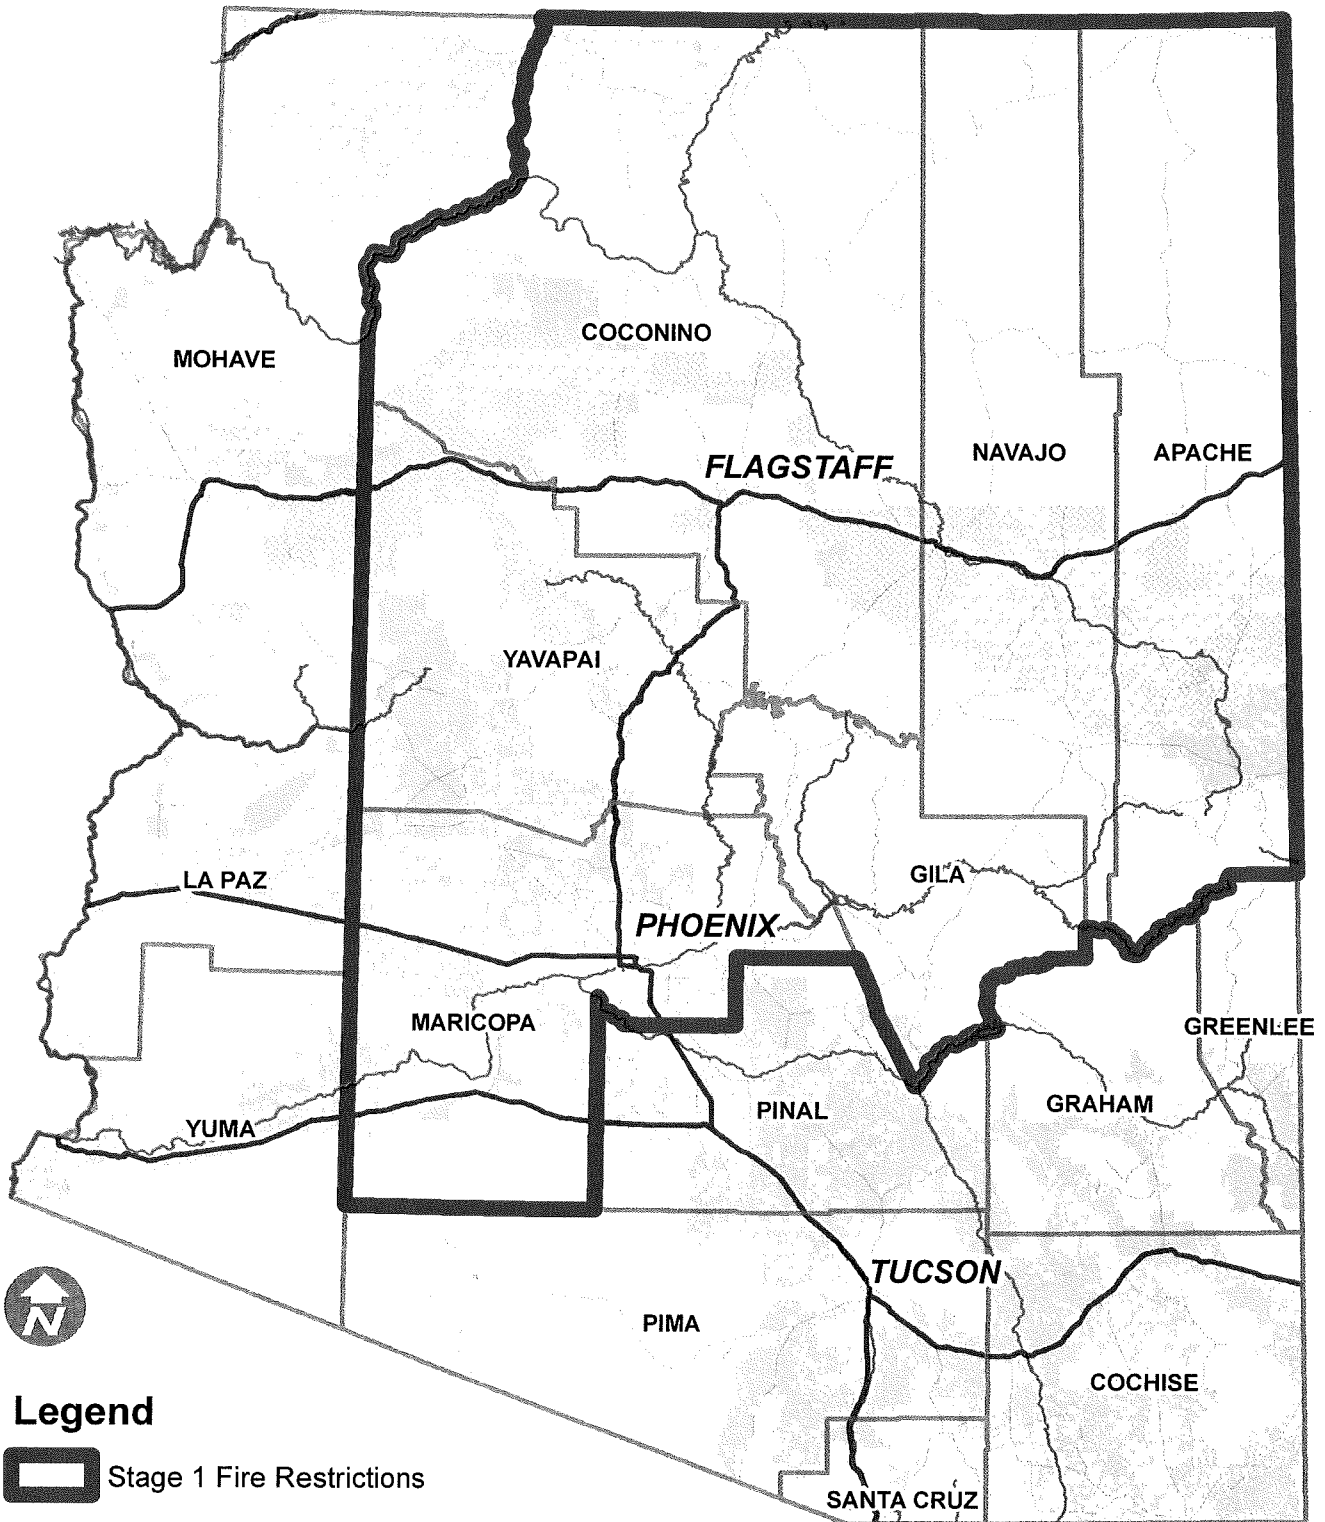 COCONINO
MOHAVE
FLAGSTAFF
NAVAJO
APACHE
YAVAPAI
LA PAZ
GILA
PHOENIX
MARICOPA
GREENLEE
YUMA
PINAL
GRAHAM
TUCSON
N
PIMA
COCHISE
Legend
Stage 1 Fire Restrictions
SANTA CRUZ